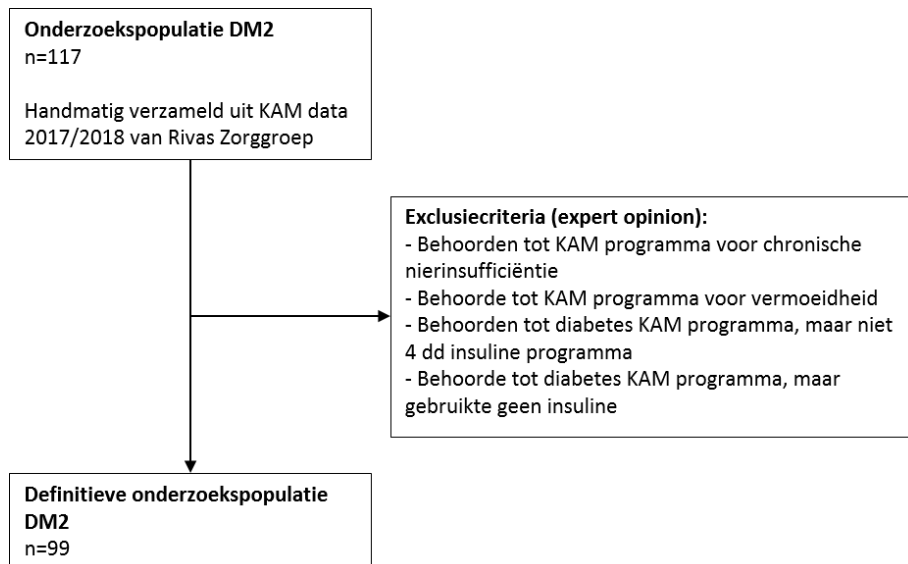 Onderzoekspopulatie DM2
n=117
Handmatig verzameld uit KAM data
2017/2018 van Rivas Zorggroep
Exclusiecriteria (expert opinion):
- Behoorden tot KAM programma voor chronische
nierinsufficiëntie
- Behoorde tot KAM programma voor vermoeidheid
- Behoorden tot diabetes KAM programma, maar niet
4 dd insuline programma
- Behoorde tot diabetes KAM programma, maar
gebruikte geen insuline
Definitieve onderzoekspopulatie
DM2
n=99